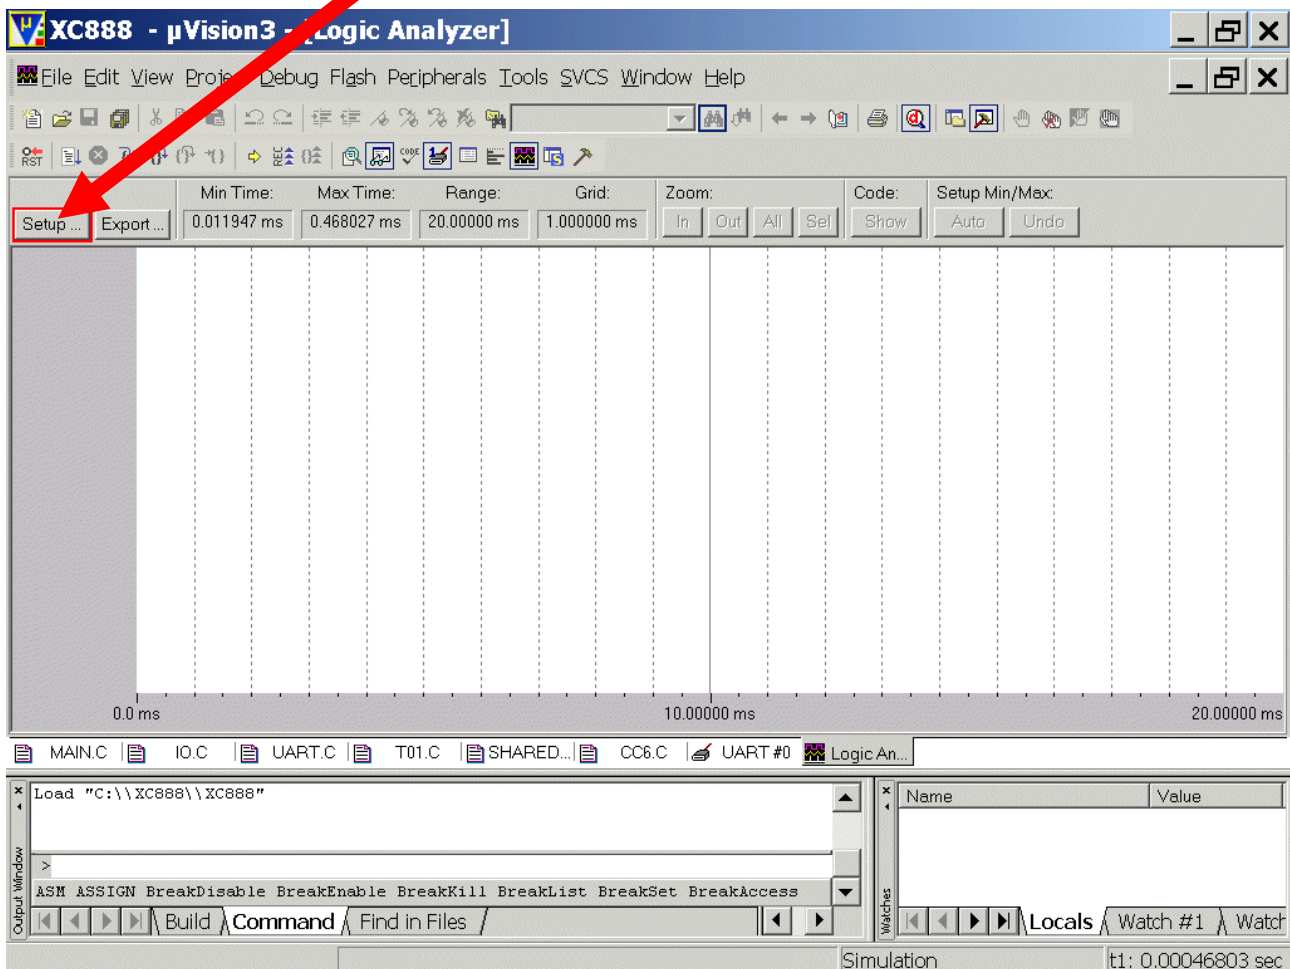 XC888 - µVision3 - [Logic Analyzer]
File Edit View Project Debug Flash Peripherals Tools SVCS Window Help
RST CODE
Min Time: Max Time: Range: Grid: Zoom: Code: Setup Min/Max:
Setup ... Export ... 0.011947 ms 0.468027 ms 20.00000 ms 1.000000 ms In Out All Sel Show Auto Undo
0.0 ms 10.00000 ms 20.00000 ms
MAIN.C IO.C UART.C T01.C SHARED... CC6.C UART #0 Logic An...
Load "C:\\XC888\\XC888"
Name Value
>
ASM ASSIGN BreakDisable BreakEnable BreakKill BreakList BreakSet BreakAccess
Output Window
Build Command Find in Files
Watches
Locals Watch #1 Watch
Simulation t1: 0.00046803 sec